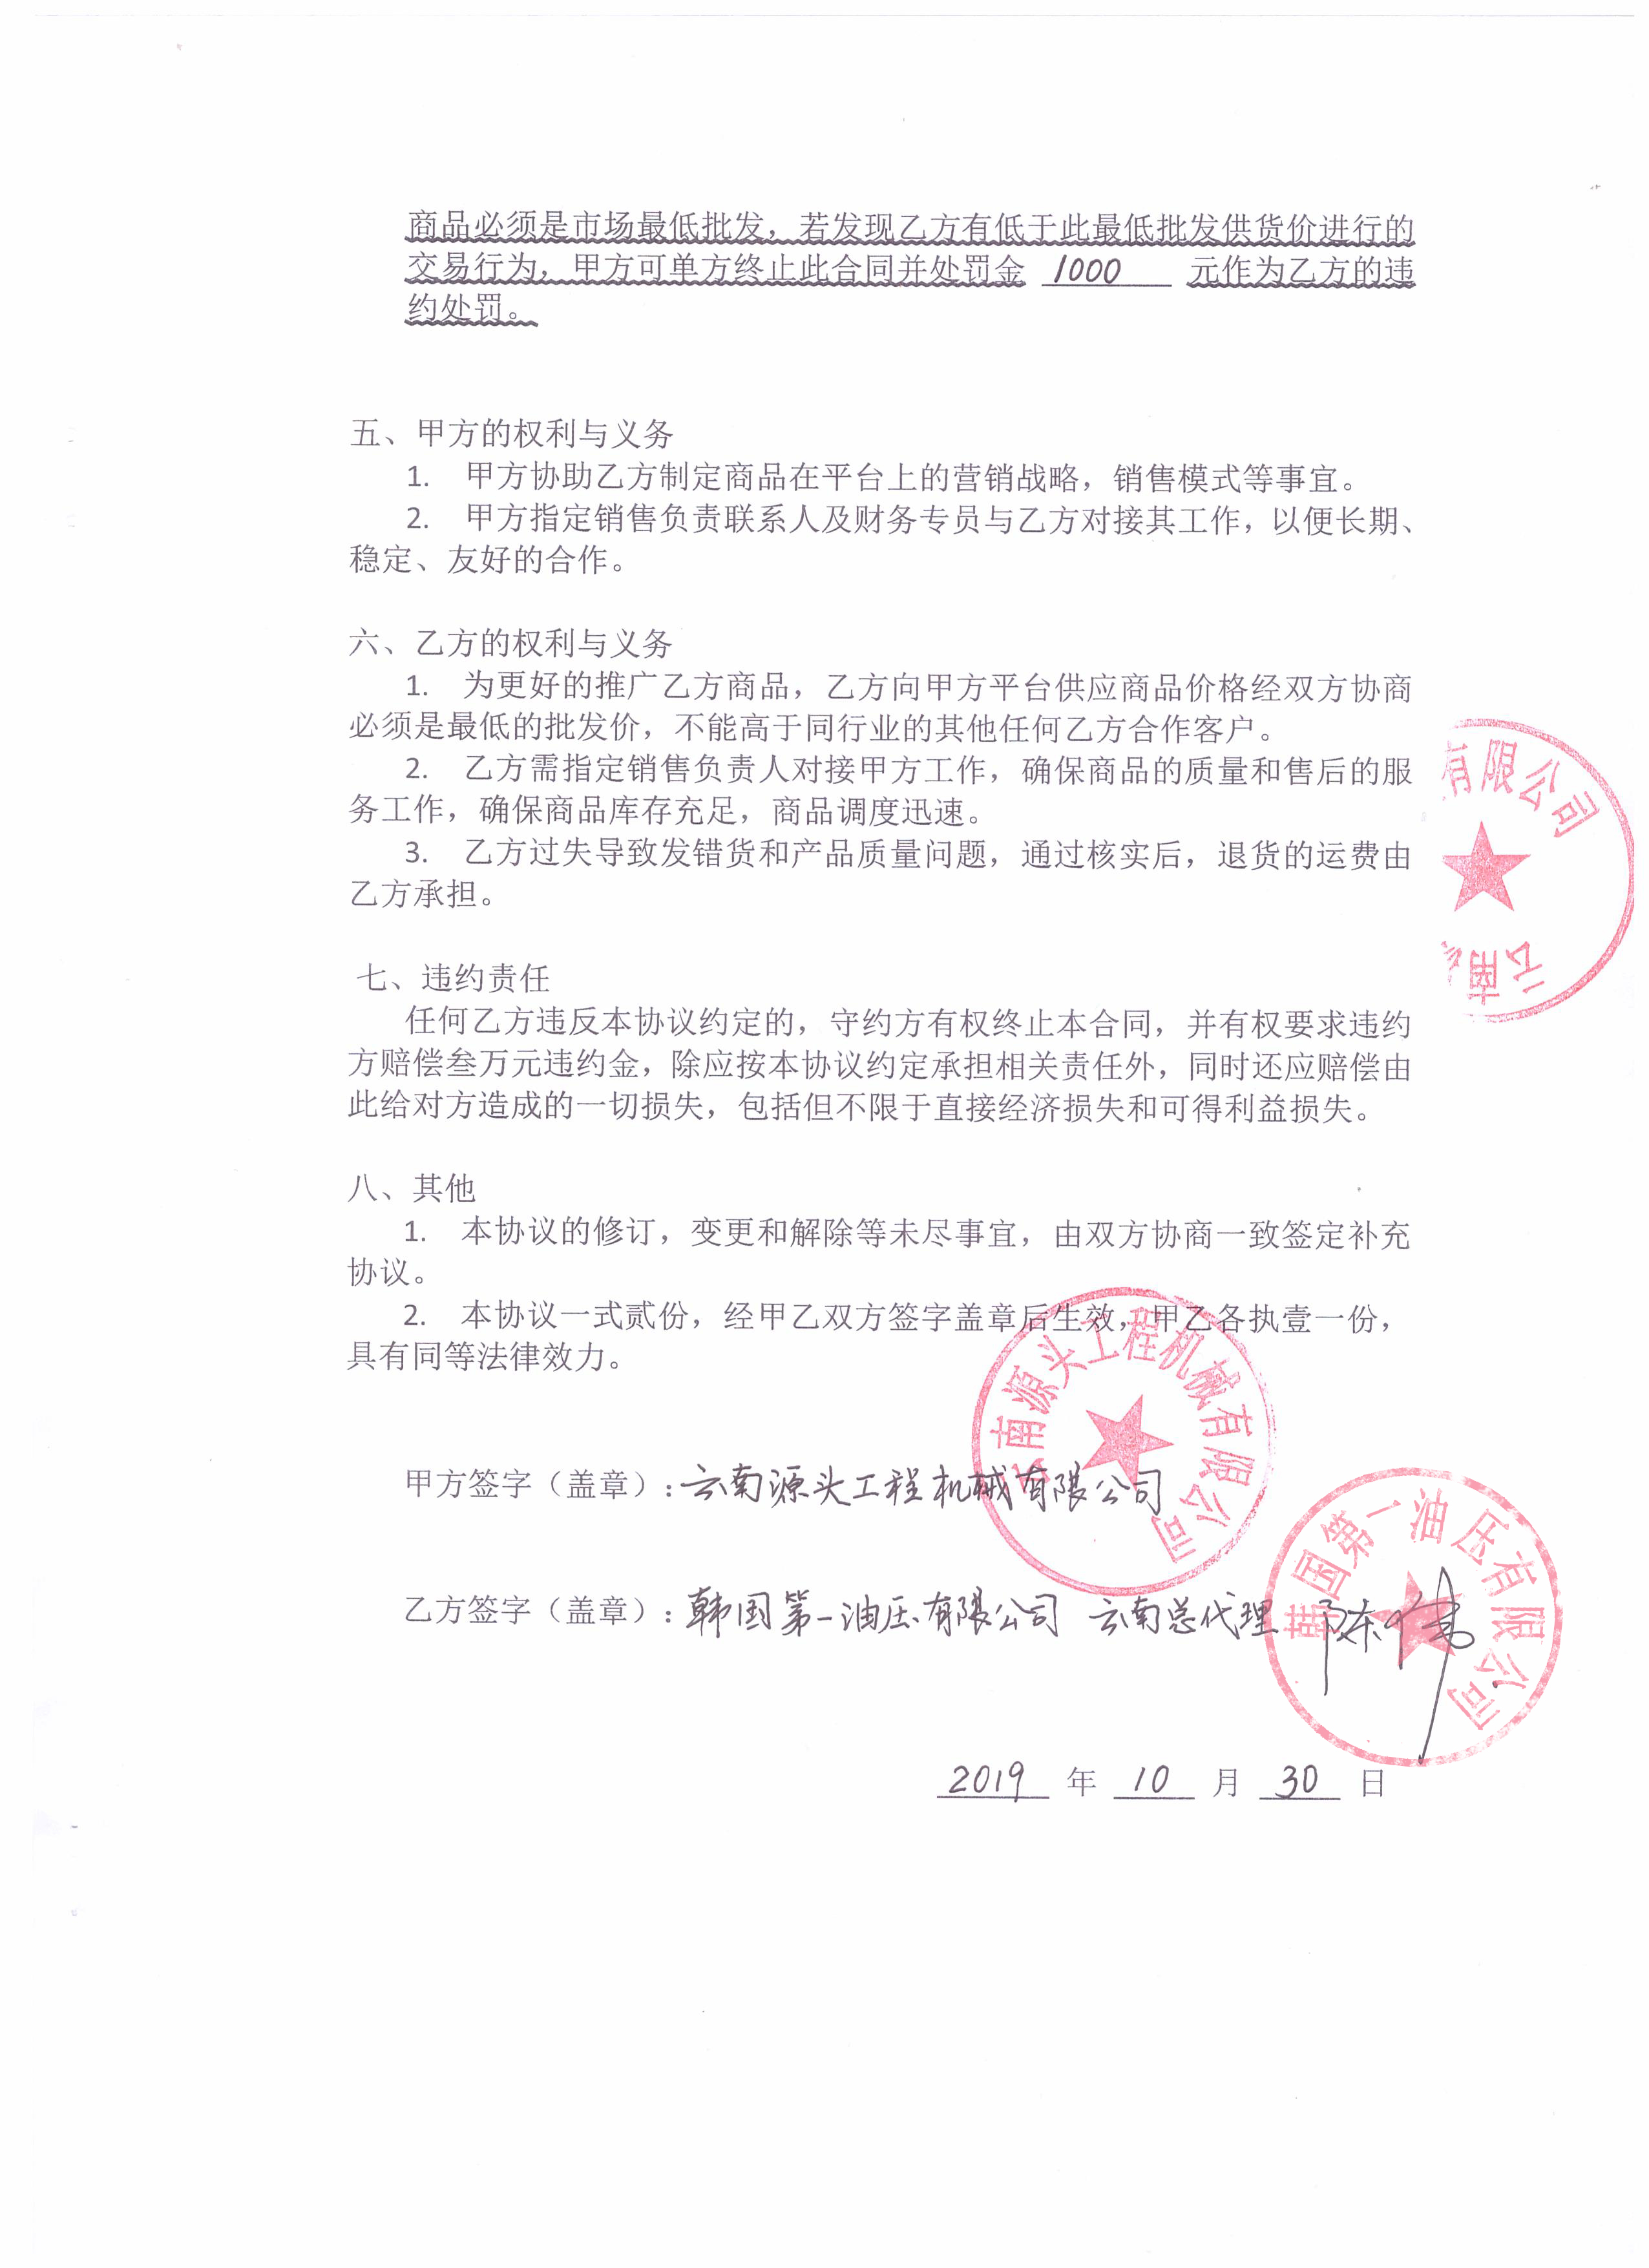 商品必须是市场最低批发，若发现乙方有低于此最低批发供货价进行的
交易行为，甲方可单方终止此合同并处罚金 1000 元作为乙方的违
约处罚。
五、甲方的权利与义务
1. 甲方协助乙方制定商品在平台上的营销战略，销售模式等事宜。
2. 甲方指定销售负责联系人及财务专员与乙方对接其工作，以便长期、
稳定、友好的合作。
六、乙方的权利与义务
1. 为更好的推广乙方商品，乙方向甲方平台供应商品价格经双方协商
必须是最低的批发价，不能高于同行业的其他任何乙方合作客户。
2. 乙方需指定销售负责人对接甲方工作，确保商品的质量和售后的服
务工作，确保商品库存充足，商品调度迅速。
3. 乙方过失导致发错货和产品质量问题，通过核实后，退货的运费由
乙方承担。
有限公司
云南
七、违约责任
任何乙方违反本协议约定的，守约方有权终止本合同，并有权要求违约
方赔偿叁万元违约金，除应按本协议约定承担相关责任外，同时还应赔偿由
此给对方造成的一切损失，包括但不限于直接经济损失和可得利益损失。
八、其他
1. 本协议的修订，变更和解除等未尽事宜，由双方协商一致签定补充
协议。
2. 本协议一式贰份，经甲乙双方签字盖章后生效，甲乙各执壹一份，
具有同等法律效力。
云南源头工程机械有限公司
甲方签字（盖章）：云南源头工程机械有限公司
韩国第一油压有限公司
乙方签字（盖章）：韩国第一油压有限公司 云南总代理 陈伟
2019 年 10 月 30 日